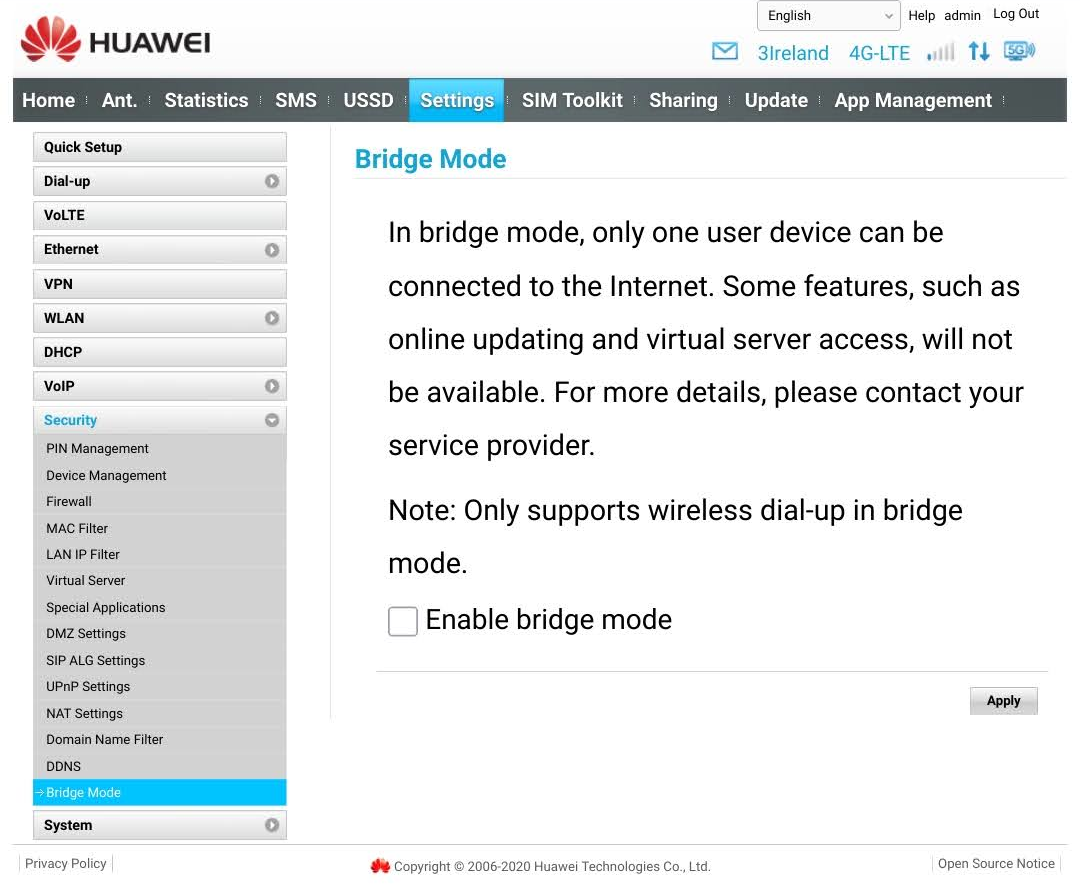 English Help admin Log Out
HUAWEI
3Ireland 4G-LTE 5G
Home Ant. Statistics SMS USSD Settings SIM Toolkit Sharing Update App Management
Quick Setup
Dial-up
VoLTE
Ethernet
VPN
WLAN
DHCP
VoIP
Security
PIN Management
Device Management
Firewall
MAC Filter
LAN IP Filter
Virtual Server
Special Applications
DMZ Settings
SIP ALG Settings
UPnP Settings
NAT Settings
Domain Name Filter
DDNS
Bridge Mode
System
Bridge Mode
In bridge mode, only one user device can be
connected to the Internet. Some features, such as
online updating and virtual server access, will not
be available. For more details, please contact your
service provider.
Note: Only supports wireless dial-up in bridge
mode.
Enable bridge mode
Apply
Privacy Policy Copyright © 2006-2020 Huawei Technologies Co., Ltd. Open Source Notice